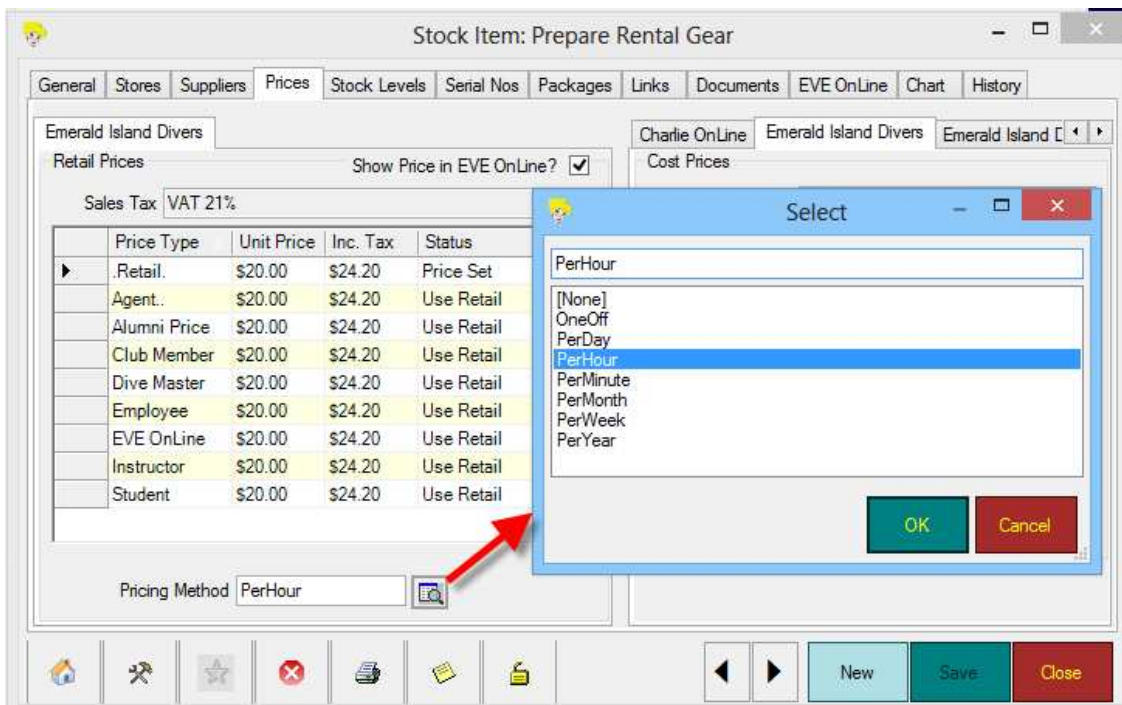 Stock Item: Prepare Rental Gear
General Stores Suppliers Prices Stock Levels Serial Nos Packages Links Documents EVE OnLine Chart History
Emerald Island Divers
Retail Prices
Show Price in EVE OnLine?
Sales Tax VAT 21%
Price Type Unit Price Inc. Tax Status
.Retail. $20.00 $24.20 Price Set
Agent.. $20.00 $24.20 Use Retail
Alumni Price $20.00 $24.20 Use Retail
Club Member $20.00 $24.20 Use Retail
Dive Master $20.00 $24.20 Use Retail
Employee $20.00 $24.20 Use Retail
EVE OnLine $20.00 $24.20 Use Retail
Instructor $20.00 $24.20 Use Retail
Student $20.00 $24.20 Use Retail
Pricing Method PerHour
Charlie OnLine Emerald Island Divers Emerald Island
Cost Prices
Select
PerHour
[None]
OneOff
PerDay
PerHour
PerMinute
PerMonth
PerWeek
PerYear
OK Cancel
New Save Close